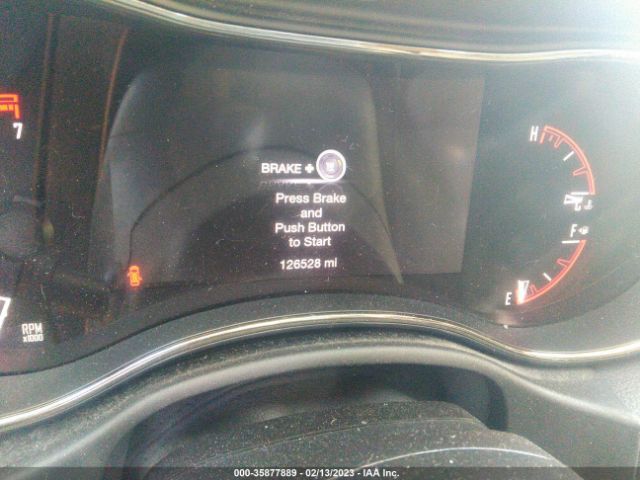 7
H
BRAKE +
Press Brake
and
Push Button
to Start
C
F
126528 mi
E
RPM
x1000
000-35877889 - 02/13/2023 - IAA Inc.